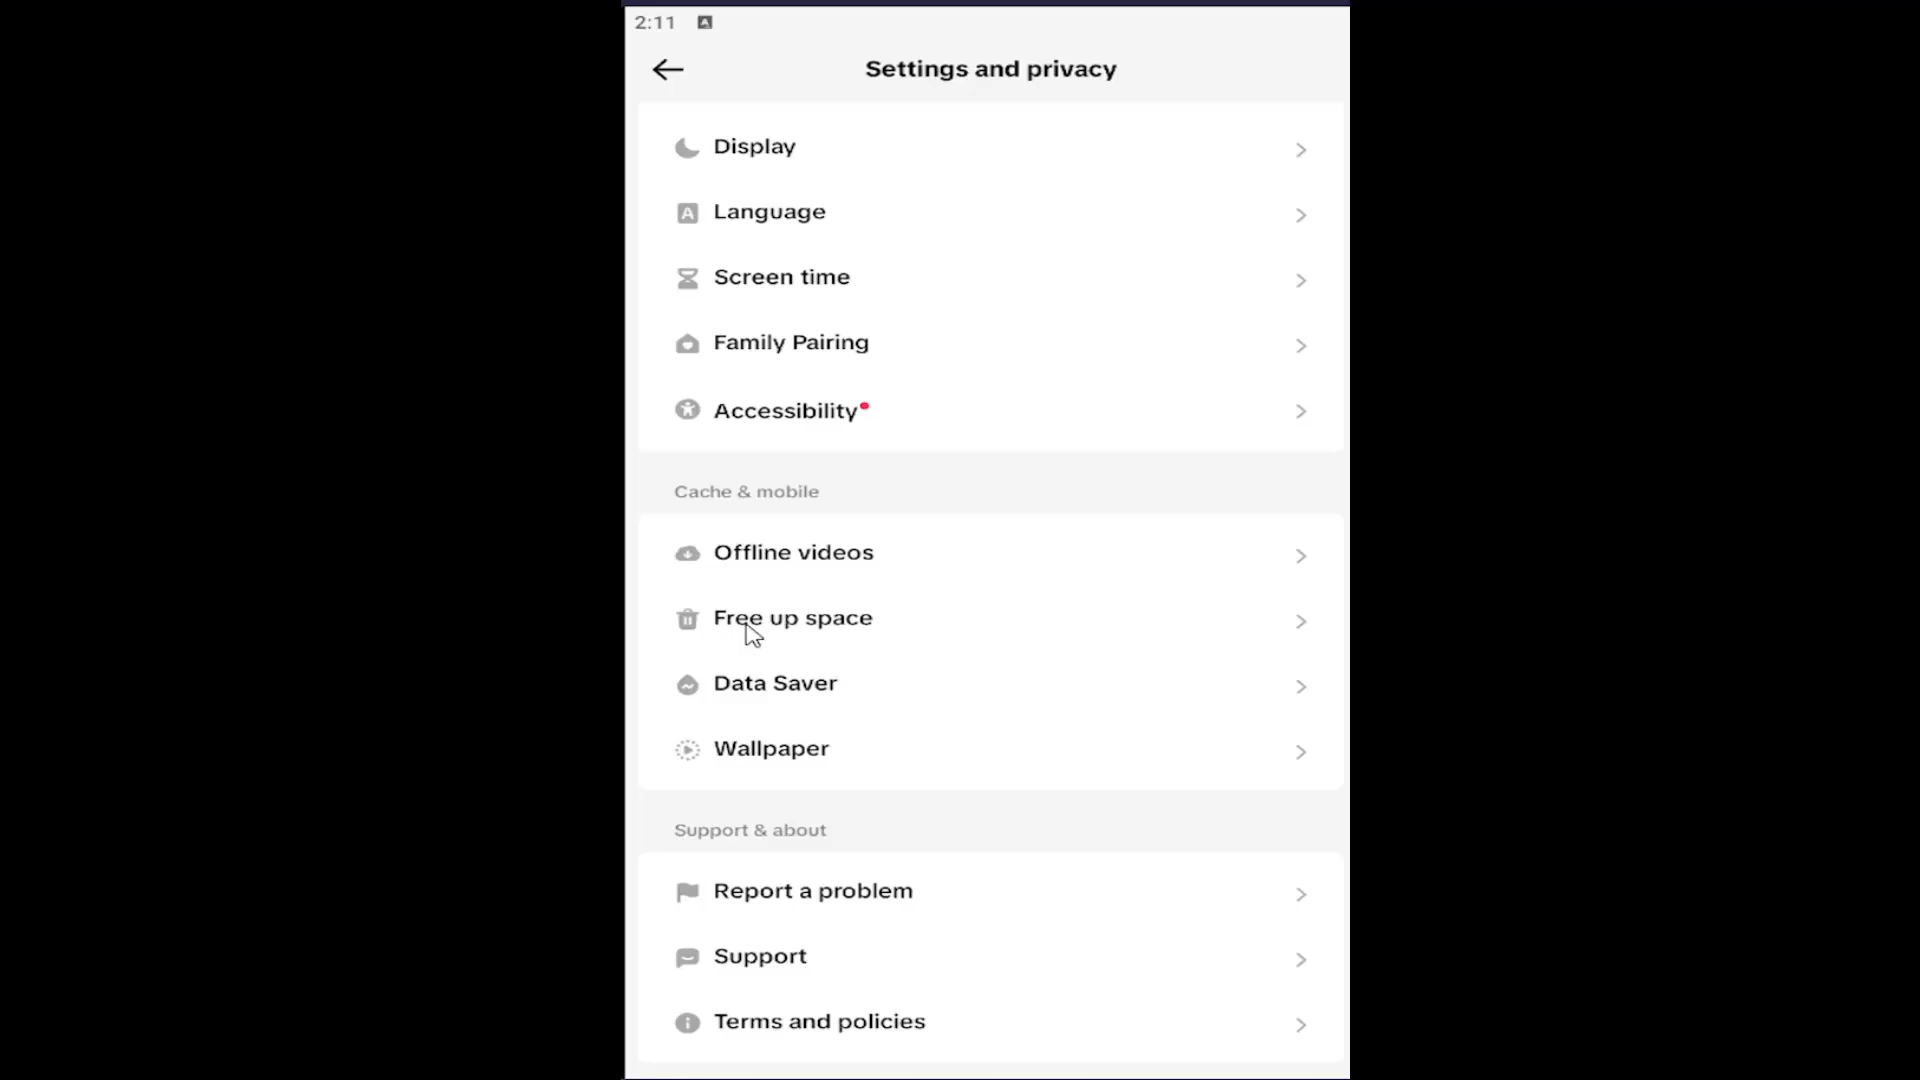 2:11
Settings and privacy
Display
Language
Screen time
Family Pairing
Accessibility
Cache & mobile
Offline videos
Free up space
Data Saver
Wallpaper
Support & about
Report a problem
Support
Terms and policies